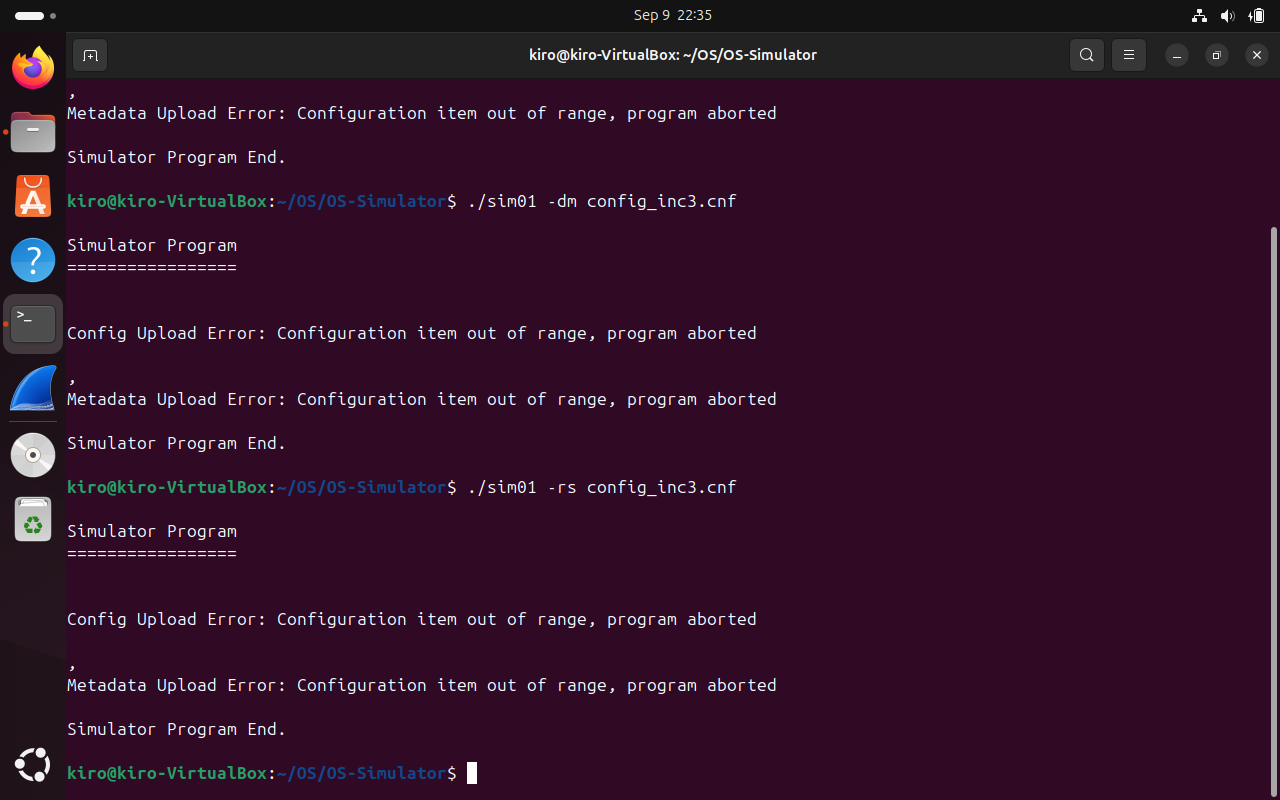 Sep 9 22:35
kiro@kiro-VirtualBox: ~/OS/OS-Simulator
,
Metadata Upload Error: Configuration item out of range, program aborted
Simulator Program End.
kiro@kiro-VirtualBox:~/OS/OS-Simulator$ ./sim01 -dm config_inc3.cnf
Simulator Program
=================
Config Upload Error: Configuration item out of range, program aborted
,
Metadata Upload Error: Configuration item out of range, program aborted
Simulator Program End.
kiro@kiro-VirtualBox:~/OS/OS-Simulator$ ./sim01 -rs config_inc3.cnf
Simulator Program
=================
Config Upload Error: Configuration item out of range, program aborted
,
Metadata Upload Error: Configuration item out of range, program aborted
Simulator Program End.
kiro@kiro-VirtualBox:~/OS/OS-Simulator$